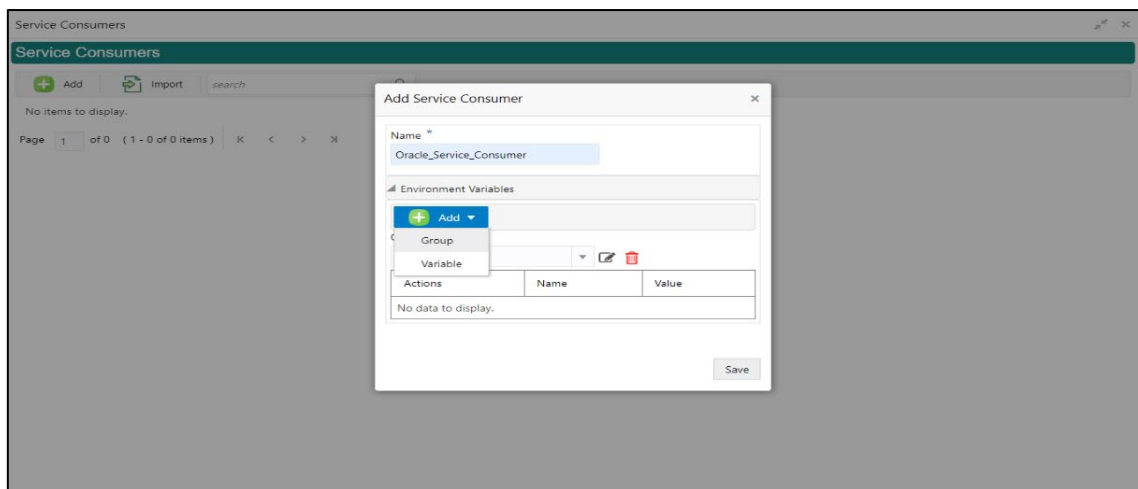 Service Consumers
Service Consumers
Add Import search
No items to display.
Page 1 of 0 (1 - 0 of 0 items)
Add Service Consumer
Name *
Oracle_Service_Consumer
Environment Variables
Add
Group
Variable
Actions Name Value
No data to display.
Save